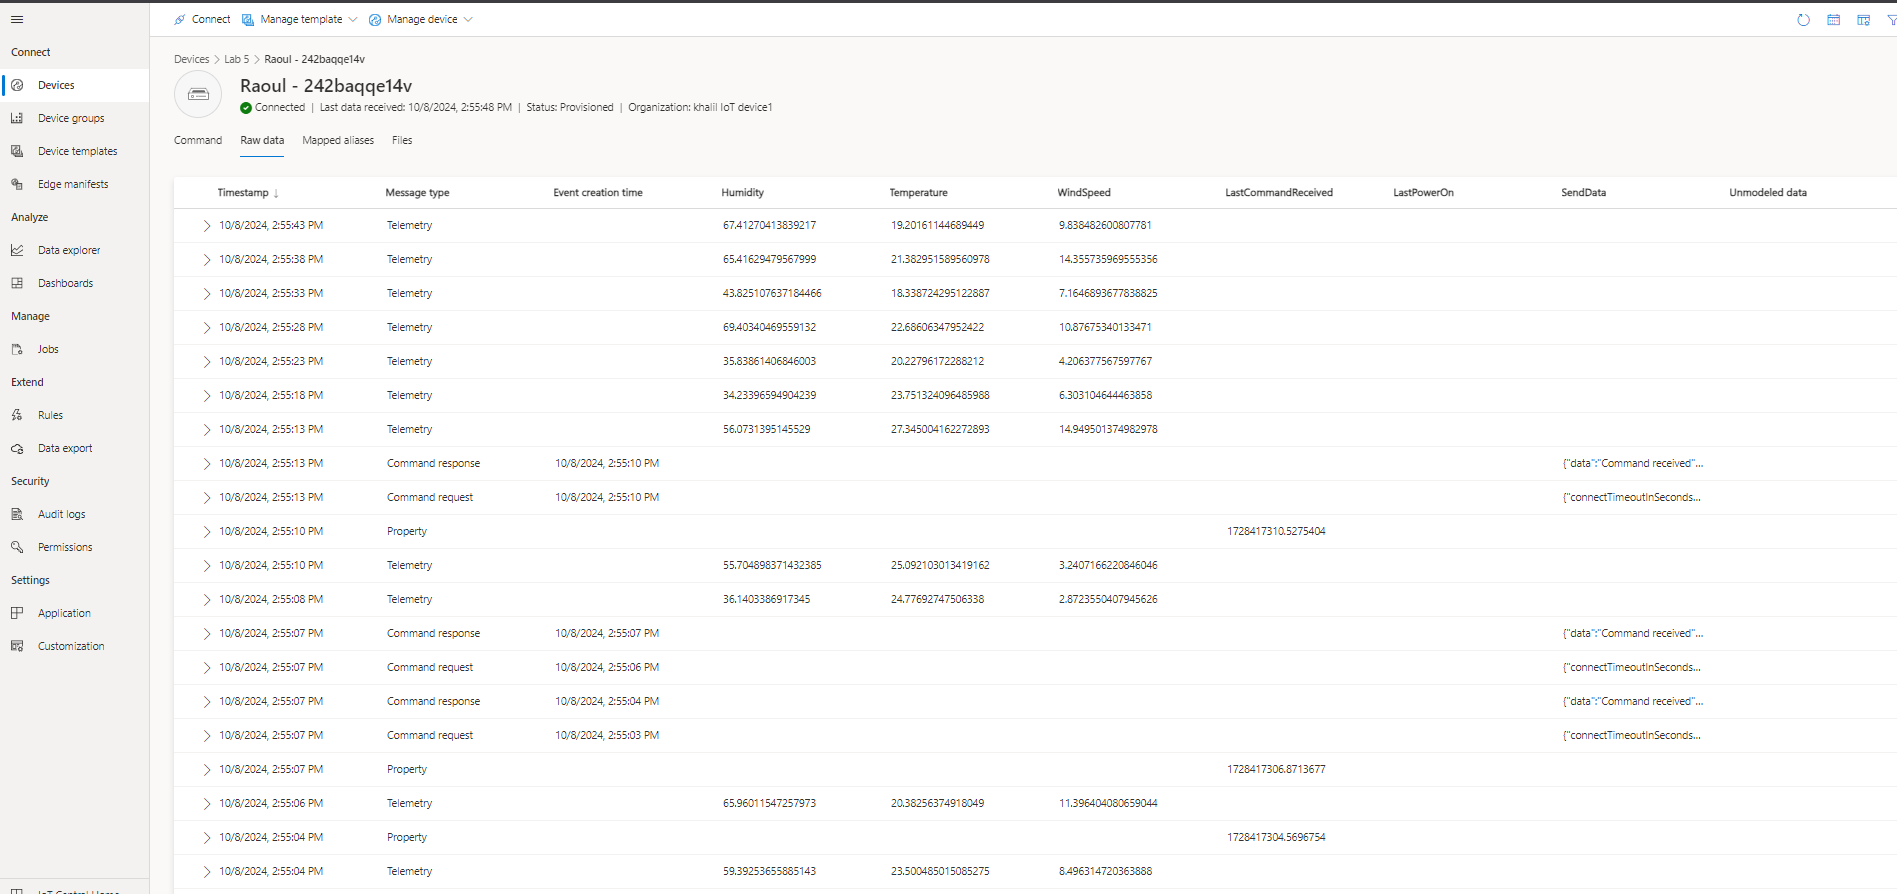 Connect Manage template Manage device
Connect
Devices
Device groups
Device templates
Edge manifests
Analyze
Data explorer
Dashboards
Manage
Jobs
Extend
Rules
Data export
Security
Audit logs
Permissions
Settings
Application
Customization
IoT Central Home
Devices > Lab 5 > Raoul - 242baqqe14v
Raoul - 242baqqe14v
Connected | Last data received: 10/8/2024, 2:55:48 PM | Status: Provisioned | Organization: khalil IoT device1
Command Raw data Mapped aliases Files
Timestamp ↓ Message type Event creation time Humidity Temperature WindSpeed LastCommandReceived LastPowerOn SendData Unmodeled data
10/8/2024, 2:55:43 PM Telemetry 67.41270413839217 19.20161144689449 9.838482600807781
10/8/2024, 2:55:38 PM Telemetry 65.41629479567999 21.382951589560978 14.355735969555356
10/8/2024, 2:55:33 PM Telemetry 43.825107637184466 18.338724295122887 7.1646893677838825
10/8/2024, 2:55:28 PM Telemetry 69.40340469559132 22.68606347952422 10.87675340133471
10/8/2024, 2:55:23 PM Telemetry 35.83861406846003 20.22796172288212 4.206377567597767
10/8/2024, 2:55:18 PM Telemetry 34.23396594904239 23.751324096485988 6.303104644463858
10/8/2024, 2:55:13 PM Telemetry 56.0731395145529 27.345004162272893 14.949501374982978
10/8/2024, 2:55:13 PM Command response 10/8/2024, 2:55:10 PM {"data":"Command received"...
10/8/2024, 2:55:13 PM Command request 10/8/2024, 2:55:10 PM {"connectTimeoutInSeconds...
10/8/2024, 2:55:10 PM Property 1728417310.5275404
10/8/2024, 2:55:10 PM Telemetry 55.704898371432385 25.092103013419162 3.2407166220846046
10/8/2024, 2:55:08 PM Telemetry 36.1403386917345 24.77692747506338 2.8723550407945626
10/8/2024, 2:55:07 PM Command response 10/8/2024, 2:55:07 PM {"data":"Command received"...
10/8/2024, 2:55:07 PM Command request 10/8/2024, 2:55:06 PM {"connectTimeoutInSeconds...
10/8/2024, 2:55:07 PM Command response 10/8/2024, 2:55:04 PM {"data":"Command received"...
10/8/2024, 2:55:07 PM Command request 10/8/2024, 2:55:03 PM {"connectTimeoutInSeconds...
10/8/2024, 2:55:07 PM Property 1728417306.8713677
10/8/2024, 2:55:06 PM Telemetry 65.96011547257973 20.38256374918049 11.396404080659044
10/8/2024, 2:55:04 PM Property 1728417304.5696754
10/8/2024, 2:55:04 PM Telemetry 59.39253655885143 23.500485015085275 8.496314720363888